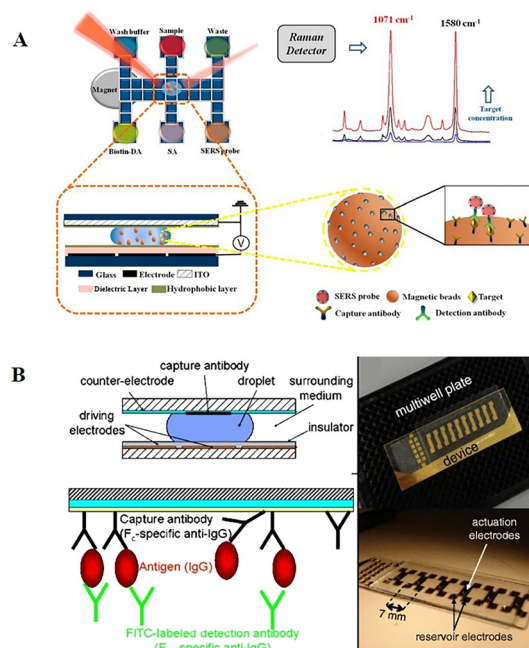 A
Wash buffer
Sample
Waste
Magnet
Biotin-DA
SA
SERS probe
Raman
Detector
1071 cm-1
1580 cm-1
Target
concentration
V
Glass
Electrode
ITO
Dielectric Layer
Hydrophobic layer
SERS probe
Magnetic beads
Target
Capture antibody
Detection antibody
B
capture antibody
counter-electrode
droplet
surrounding
medium
driving
electrodes
insulator
Capture antibody
(FC-specific anti-IgG)
Antigen (IgG)
FITC-labeled detection antibody
-specific anti-IgG)
multiwell plate
device
actuation
electrodes
7 mm
reservoir electrodes